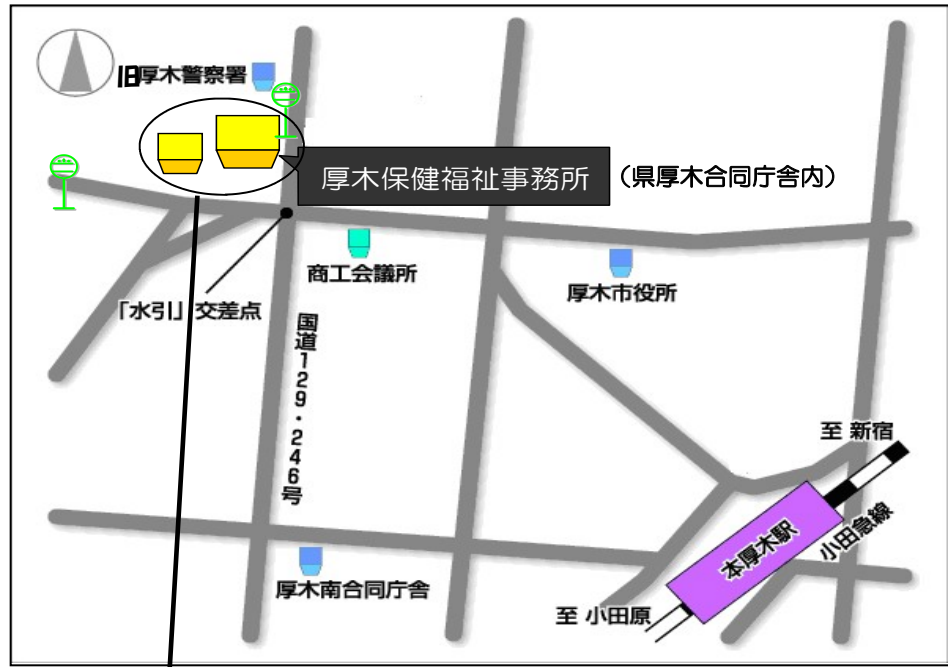 旧厚木警察署
厚木保健福祉事務所
（県厚木合同庁舎内）
商工会議所
厚木市役所
「水引」交差点
国道129・246号
至 新宿
小田急線
本厚木駅
厚木南合同庁舎
至 小田原